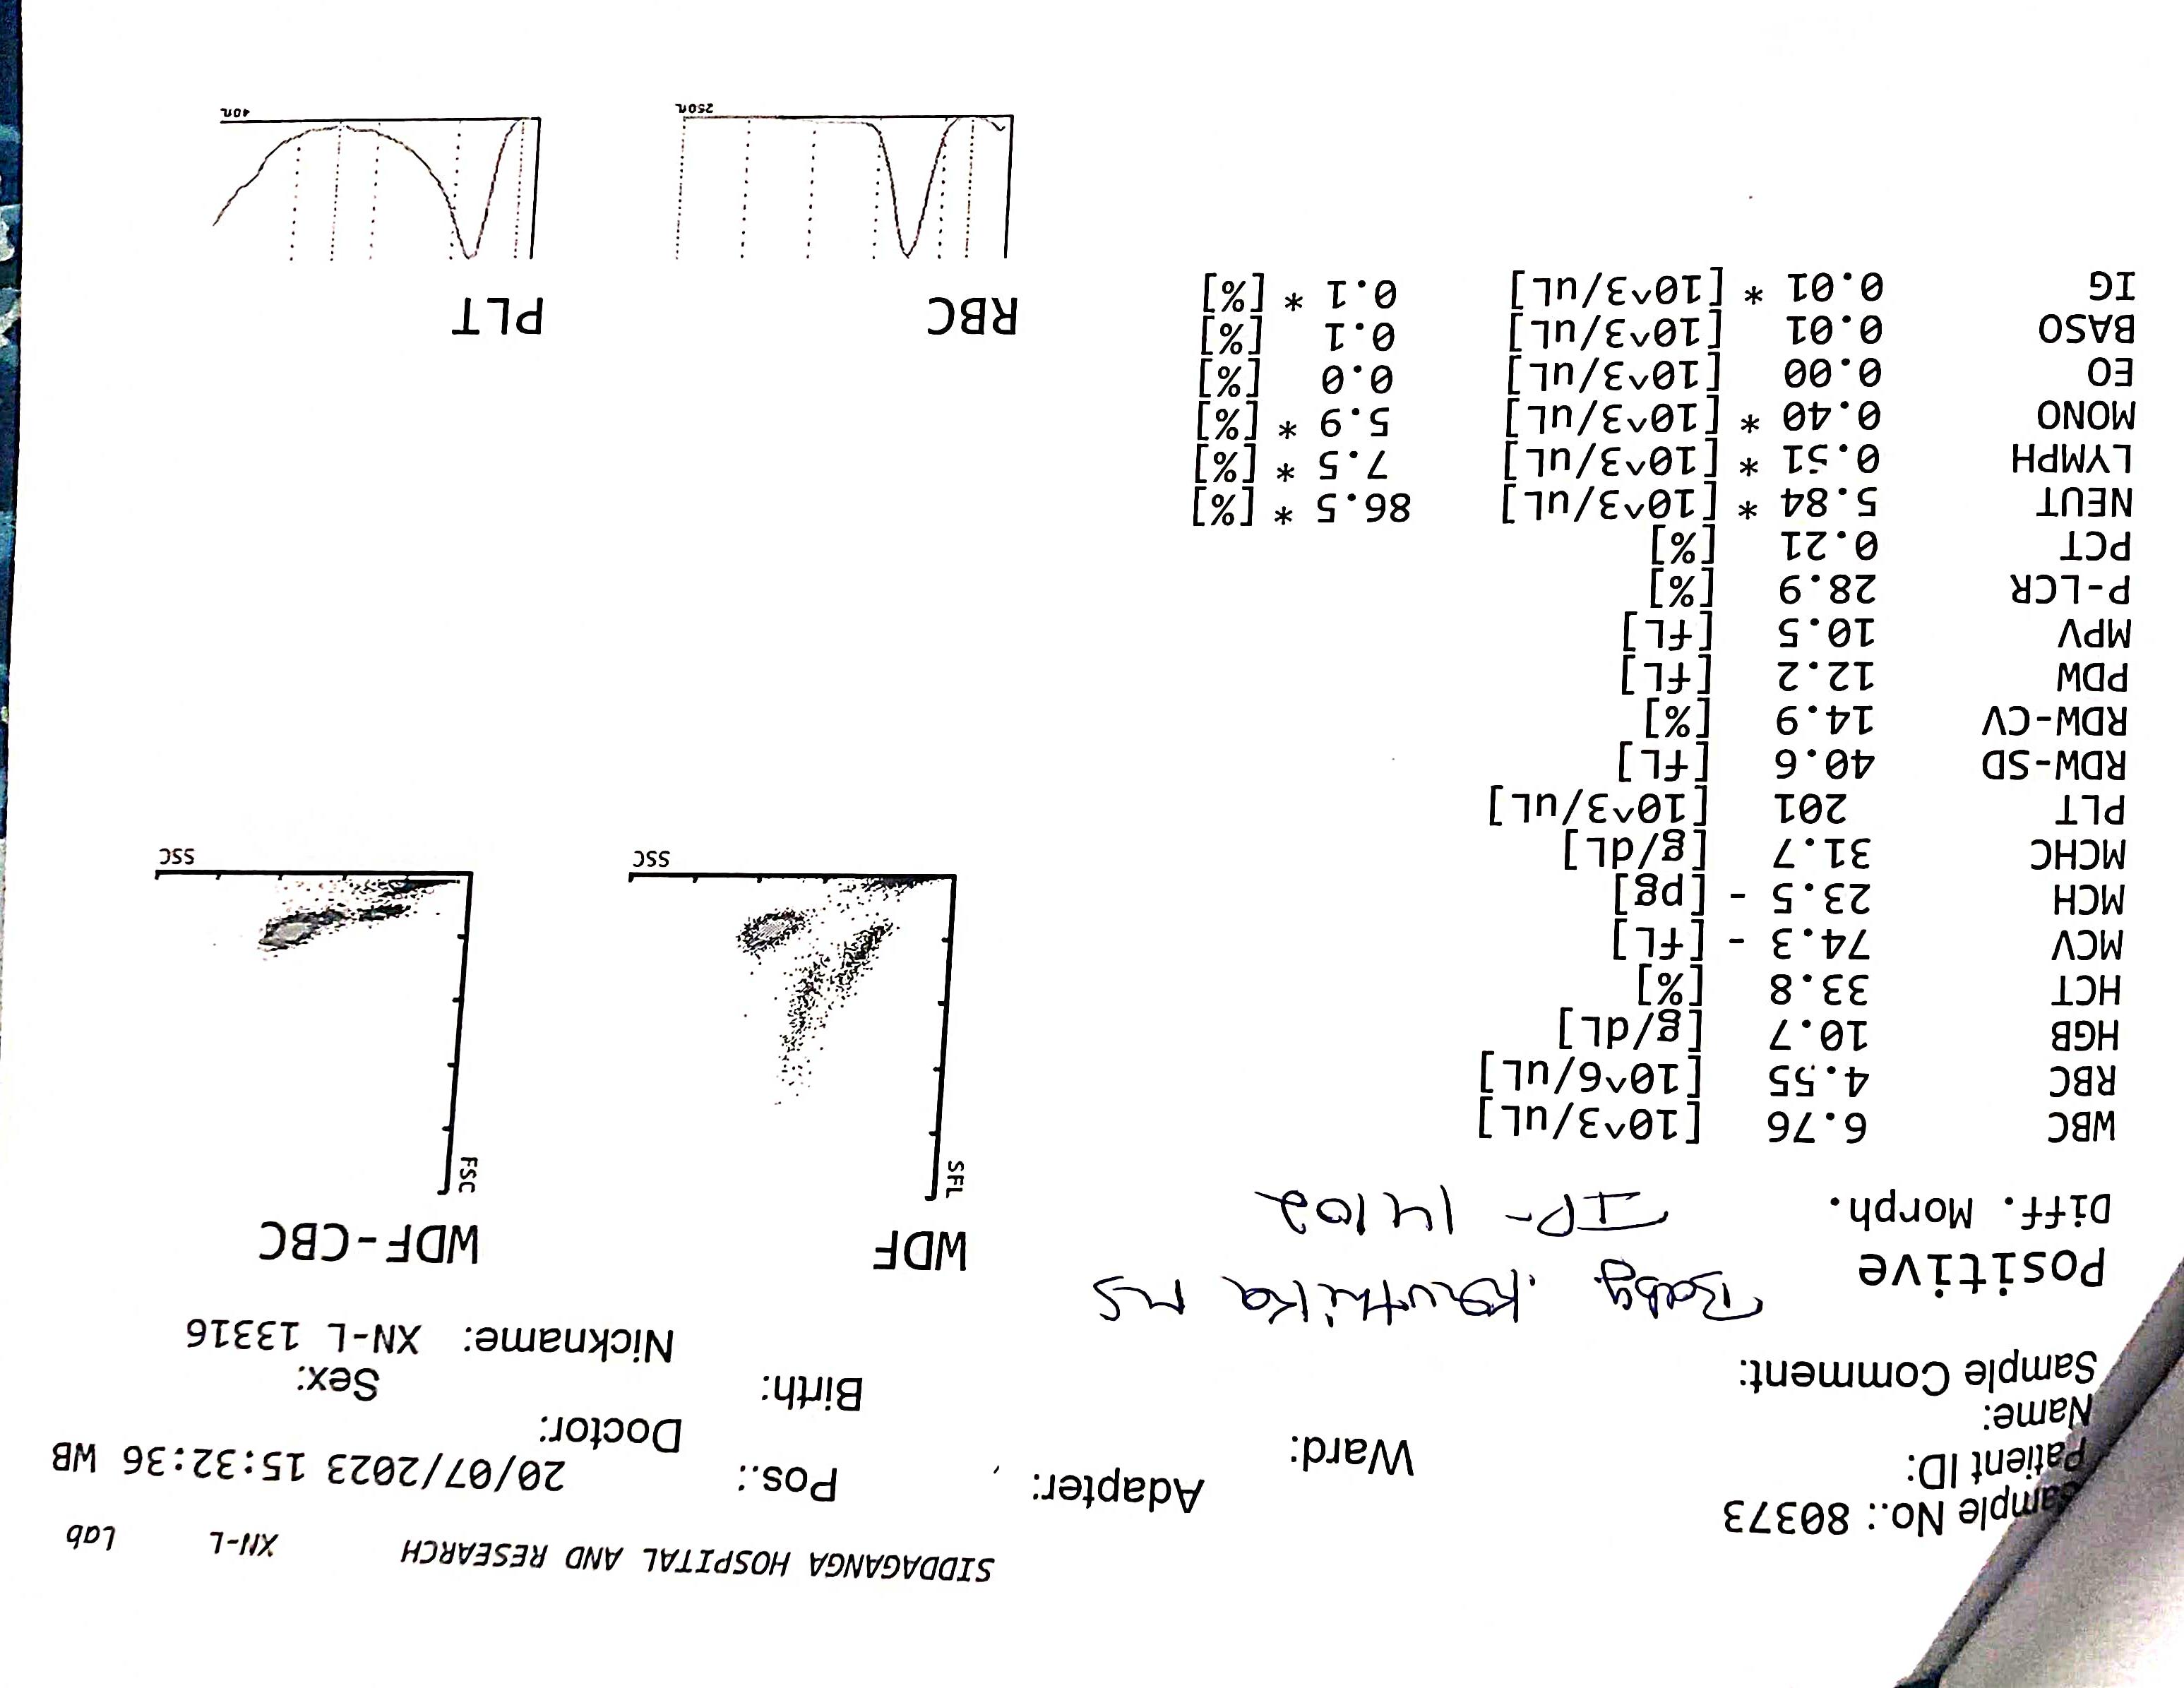 SIDDAGANGA HOSPITAL AND RESEARCH XN-L Lab
Sample No.: 80373 Adapter: Pos.: 20/07/2023 15:32:36 WB
Patient ID: Ward: Doctor:
Name: Birth: Sex:
Sample Comment: Nickname: XN-L 13316
Baby. Kruthika MS
Positive
Diff. Morph. IP- 14102
WDF WDF-CBC
SFL FSC
SSC SSC
WBC 6.76 [10^3/uL]
RBC 4.55 [10^6/uL]
HGB 10.7 [g/dL]
HCT 33.8 [%]
MCV 74.3 - [fL]
MCH 23.5 - [pg]
MCHC 31.7 [g/dL]
PLT 201 [10^3/uL]
RDW-SD 40.6 [fL]
RDW-CV 14.9 [%]
PDW 12.2 [fL]
MPV 10.5 [fL]
P-LCR 28.9 [%]
PCT 0.21 [%]
NEUT 5.84 * [10^3/uL] 86.5 * [%]
LYMPH 0.51 * [10^3/uL] 7.5 * [%]
MONO 0.40 * [10^3/uL] 5.9 * [%]
EO 0.00 [10^3/uL] 0.0 [%]
BASO 0.01 [10^3/uL] 0.1 [%]
IG 0.01 * [10^3/uL] 0.1 * [%]
RBC PLT
250fL 40fL